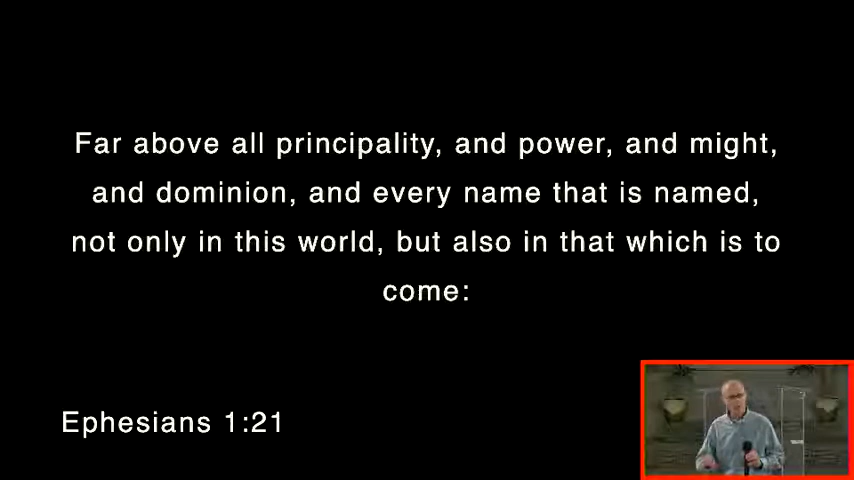 Far above all principality, and power, and might,
and dominion, and every name that is named,
not only in this world, but also in that which is to
come:
Ephesians 1:21